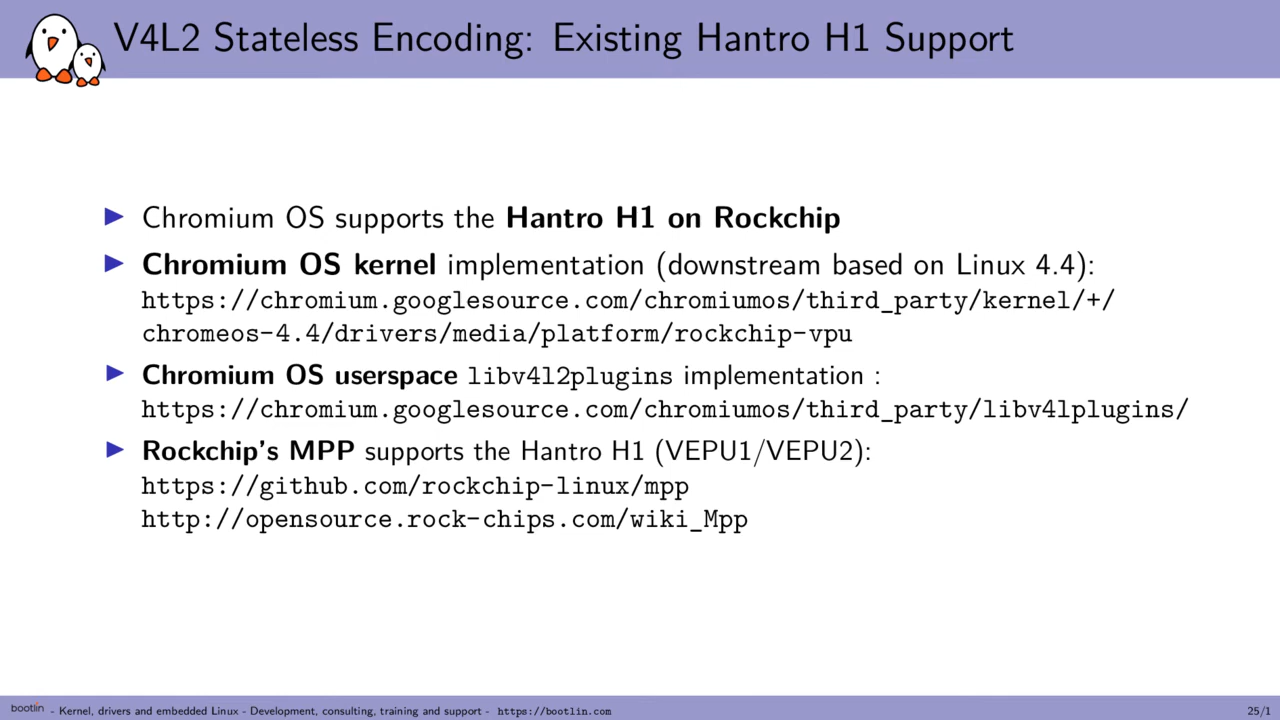 V4L2 Stateless Encoding: Existing Hantro H1 Support
▶ Chromium OS supports the Hantro H1 on Rockchip
▶ Chromium OS kernel implementation (downstream based on Linux 4.4):
https://chromium.googlesource.com/chromiumos/third_party/kernel/+/
chromeos-4.4/drivers/media/platform/rockchip-vpu
▶ Chromium OS userspace libv4l2plugins implementation :
https://chromium.googlesource.com/chromiumos/third_party/libv4lplugins/
▶ Rockchip's MPP supports the Hantro H1 (VEPU1/VEPU2):
https://github.com/rockchip-linux/mpp
http://opensource.rock-chips.com/wiki_Mpp
bootlin - Kernel, drivers and embedded Linux - Development, consulting, training and support - https://bootlin.com 25/1